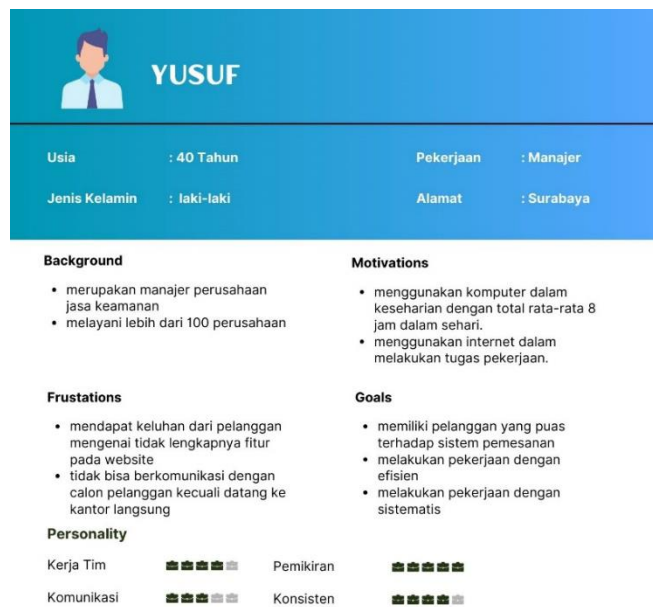 YUSUF
Usia : 40 Tahun
Pekerjaan : Manajer
Jenis Kelamin : laki-laki
Alamat : Surabaya
Background
• merupakan manajer perusahaan
jasa keamanan
• melayani lebih dari 100 perusahaan
Motivations
• menggunakan komputer dalam
keseharian dengan total rata-rata 8
jam dalam sehari.
• menggunakan internet dalam
melakukan tugas pekerjaan.
Frustations
• mendapat keluhan dari pelanggan
mengenai tidak lengkapnya fitur
pada website
• tidak bisa berkomunikasi dengan
calon pelanggan kecuali datang ke
kantor langsung
Goals
• memiliki pelanggan yang puas
terhadap sistem pemesanan
• melakukan pekerjaan dengan
efisien
• melakukan pekerjaan dengan
sistematis
Personality
Kerja Tim
Pemikiran
Komunikasi
Konsisten